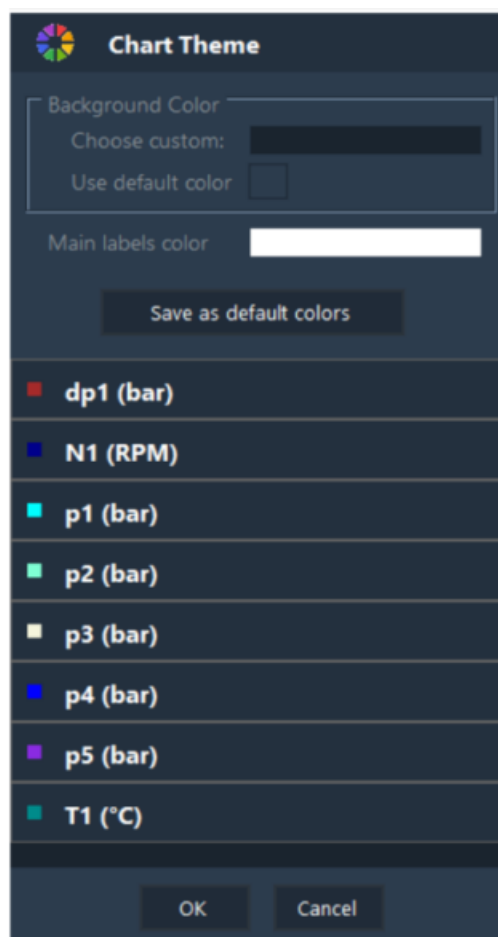 Chart Theme
Background Color
Choose custom:
Use default color
Main labels color
Save as default colors
dp1 (bar)
N1 (RPM)
p1 (bar)
p2 (bar)
p3 (bar)
p4 (bar)
p5 (bar)
T1 (°C)
OK Cancel